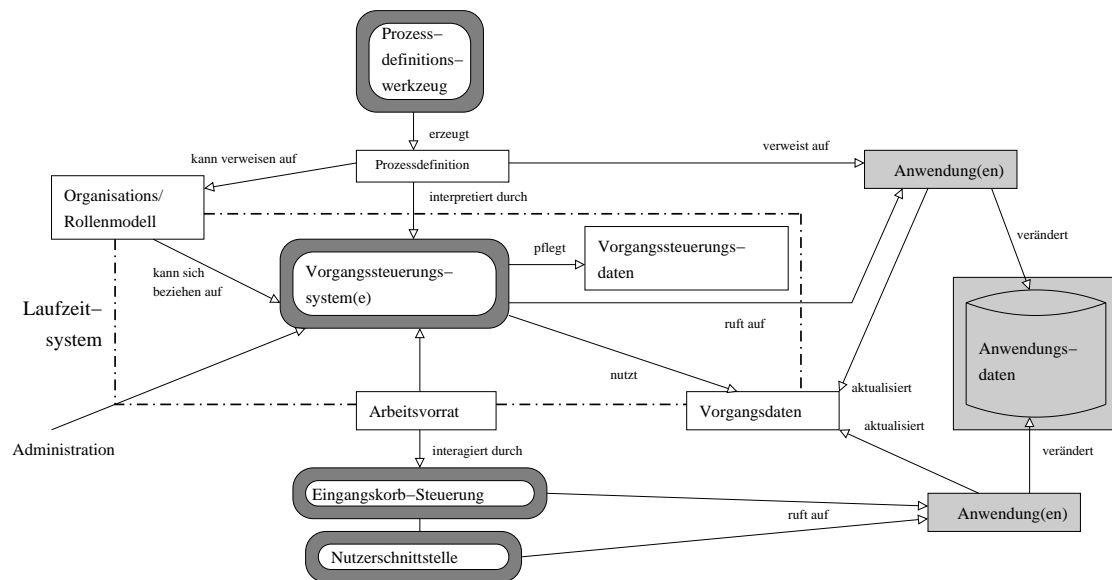 Prozess–
definitions–
werkzeug
erzeugt
kann verweisen auf
Prozessdefinition
verweist auf
Anwendung(en)
Organisations/
Rollenmodell
interpretiert durch
verändert
kann sich
beziehen auf
Vorgangssteuerungs–
system(e)
pflegt
Vorgangssteuerungs–
daten
Laufzeit–
system
ruft auf
Anwendungs–
daten
nutzt
aktualisiert
Arbeitsvorrat
Vorgangsdaten
aktualisiert
Administration
interagiert durch
verändert
Eingangskorb–Steuerung
ruft auf
Anwendung(en)
Nutzerschnittstelle